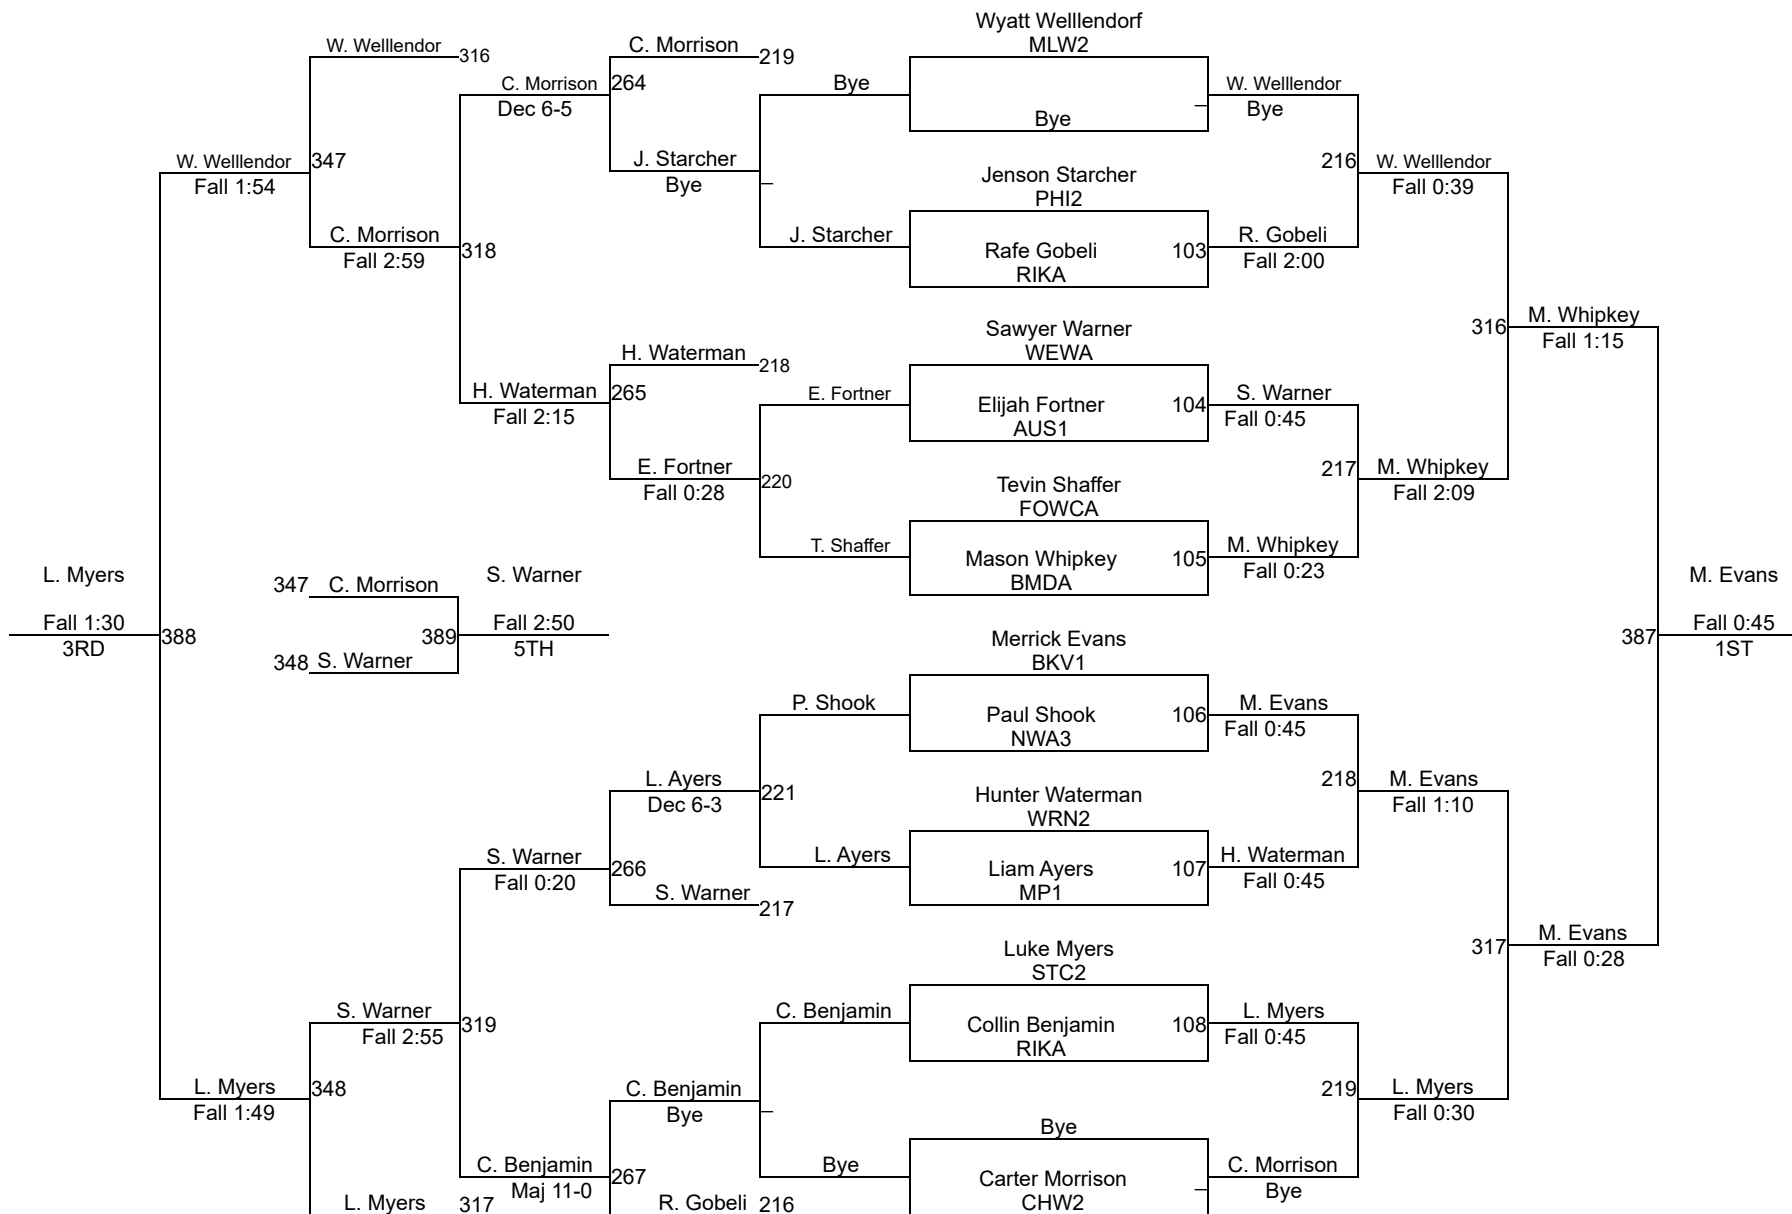 Wyatt Welllendorf
W. Welllendor
316
C. Morrison
219
MLW2
C. Morrison
264
Bye
W. Welllendor
Dec 6-5
Bye
Bye
_
W. Welllendor
347
J. Starcher
216
W. Welllendor
Fall 1:54
Bye
_
Jenson Starcher
Fall 0:39
PHI2
C. Morrison
J. Starcher
Rafe Gobeli
103
R. Gobeli
Fall 2:59
318
RIKA
Fall 2:00
Sawyer Warner
316
M. Whipkey
H. Waterman
218
WEWA
Fall 1:15
H. Waterman
265
E. Fortner
Elijah Fortner
104
S. Warner
Fall 2:15
AUS1
Fall 0:45
E. Fortner
220
217
M. Whipkey
Fall 0:28
Tevin Shaffer
Fall 2:09
FOWCA
T. Shaffer
Mason Whipkey
105
M. Whipkey
BMDA
Fall 0:23
L. Myers
347
C. Morrison
S. Warner
M. Evans
Fall 1:30
388
389
Fall 2:50
387
Fall 0:45
3RD
348
S. Warner
5TH
1ST
Merrick Evans
BKV1
P. Shook
Paul Shook
106
M. Evans
NWA3
Fall 0:45
L. Ayers
221
218
M. Evans
Dec 6-3
Hunter Waterman
Fall 1:10
WRN2
S. Warner
266
L. Ayers
Liam Ayers
107
H. Waterman
Fall 0:20
S. Warner
217
MP1
Fall 0:45
317
M. Evans
Luke Myers
Fall 0:28
STC2
S. Warner
319
C. Benjamin
Collin Benjamin
108
L. Myers
Fall 2:55
RIKA
Fall 0:45
L. Myers
348
C. Benjamin
219
L. Myers
Fall 1:49
Bye
_
Fall 0:30
Bye
C. Benjamin
267
Bye
Carter Morrison
_
C. Morrison
Maj 11-0
Bye
L. Myers
317
R. Gobeli
216
CHW2